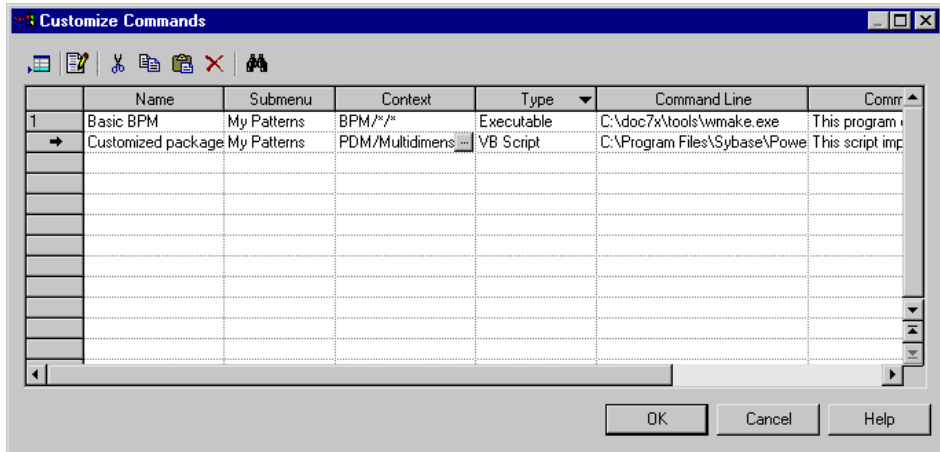 Customize Commands
Name Submenu Context Type Command Line Comm
1 Basic BPM My Patterns BPM/*/* Executable C:\doc7x\tools\wmake.exe This program
Customized package My Patterns PDM/Multidimens ... VB Script C:\Program Files\Sybase\Powe This script imp
OK Cancel Help